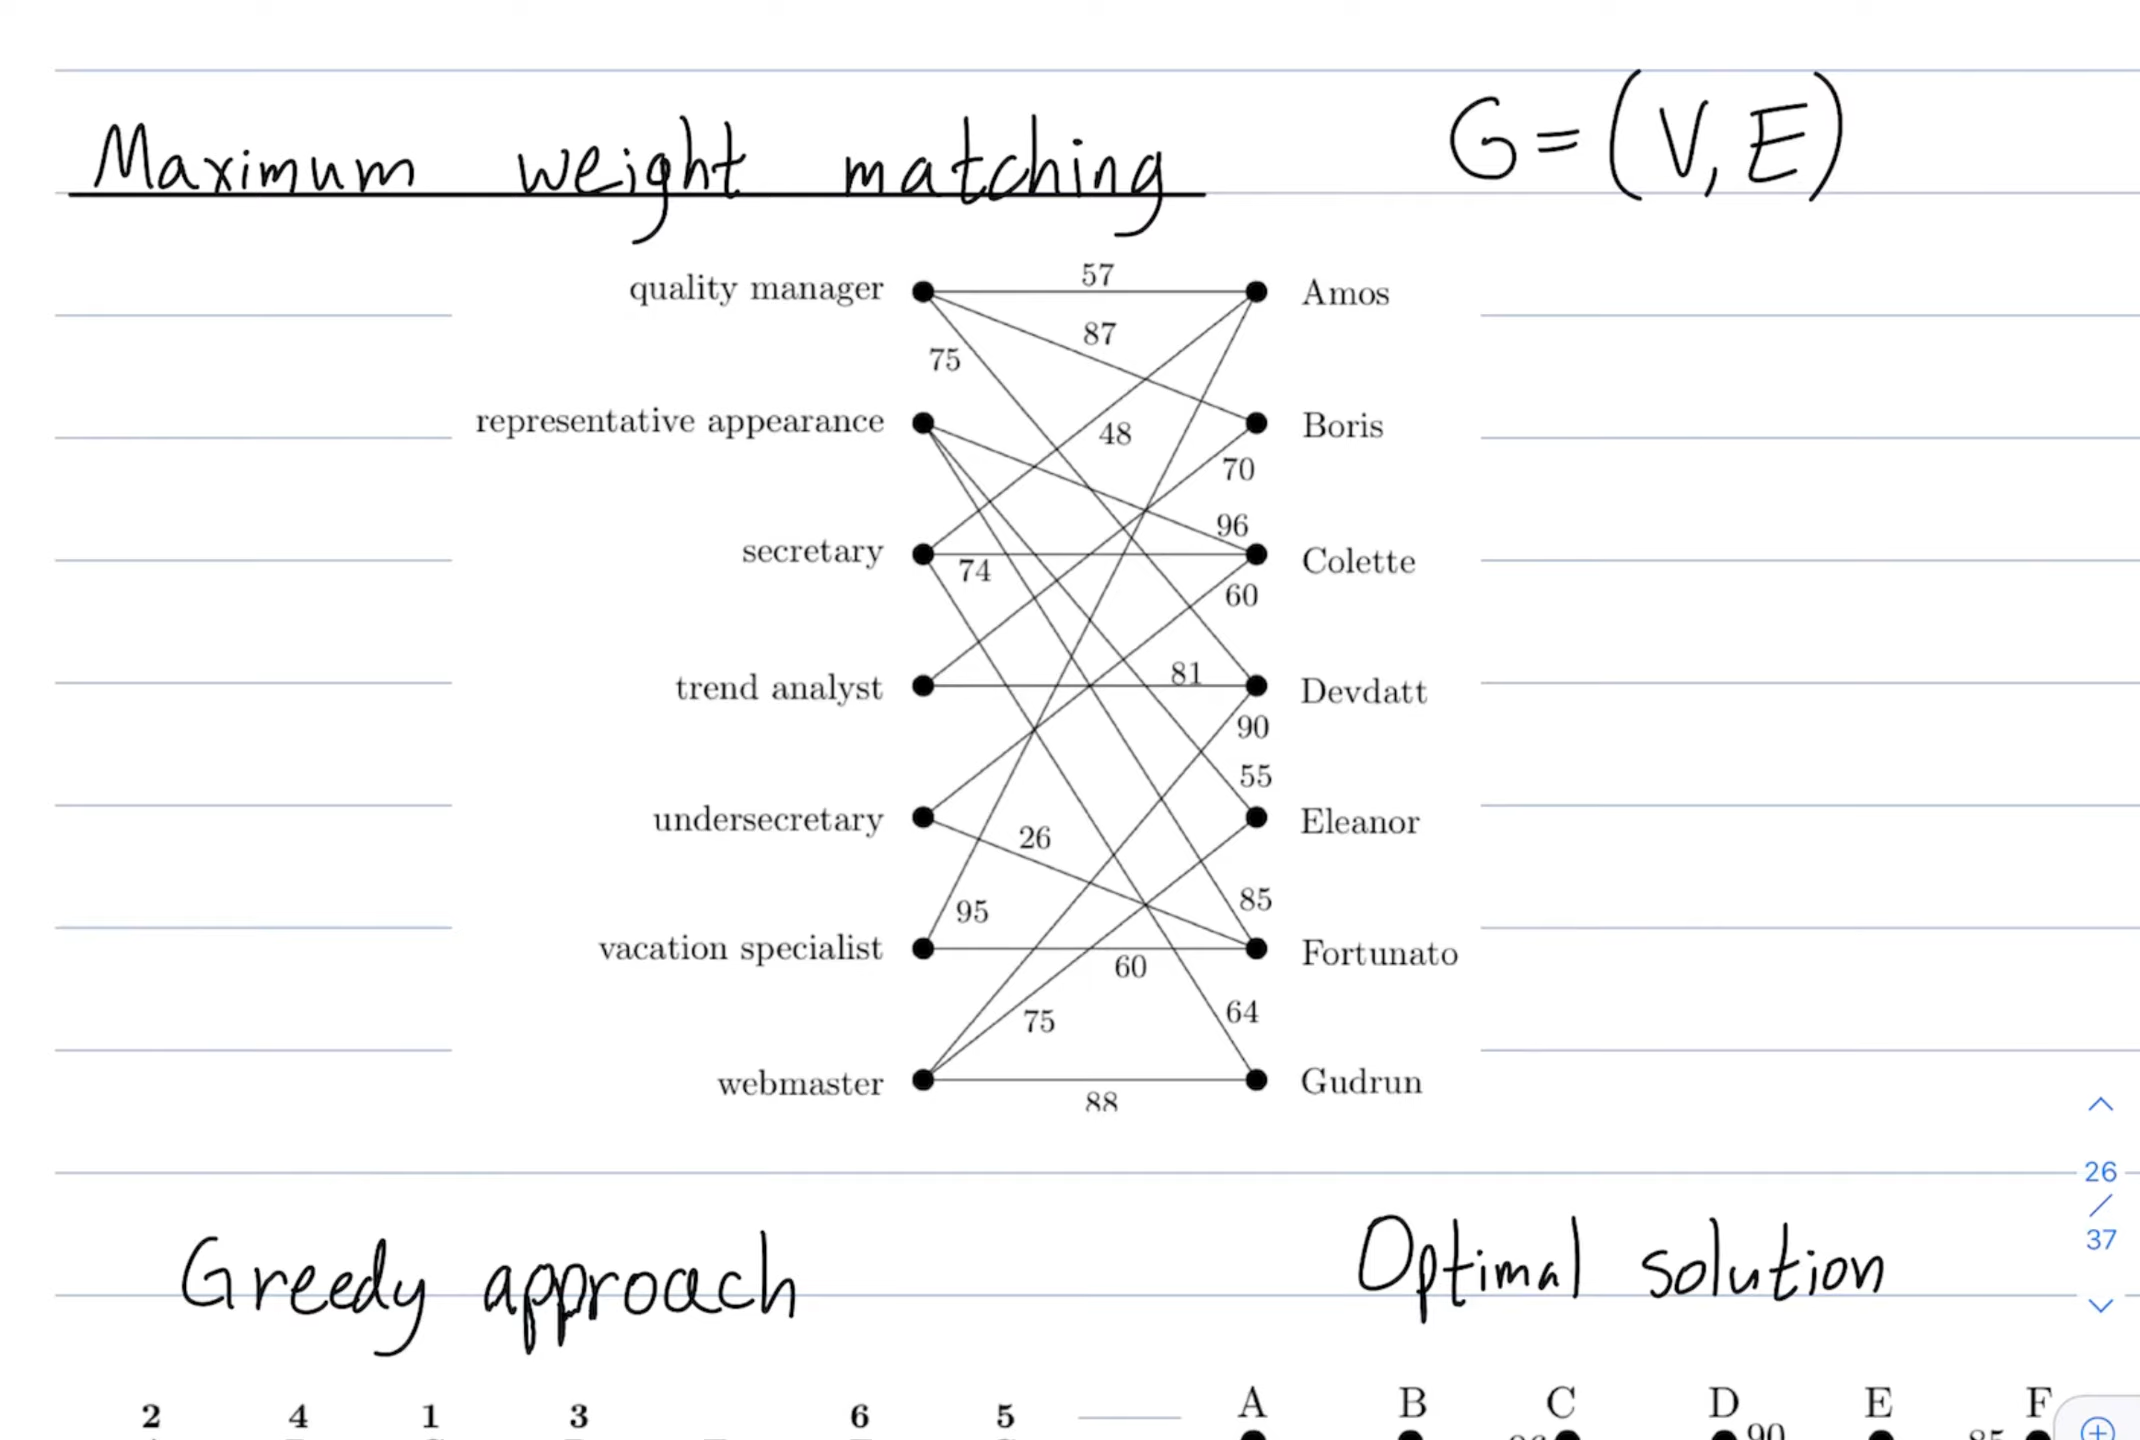 Maximum weight matching G = (V, E)
57
quality manager Amos
87
75
representative appearance Boris
48
70
96
secretary Colette
74
60
81
trend analyst Devdatt
90
55
undersecretary Eleanor
26
85
95
vacation specialist Fortunato
60
64
75
webmaster Gudrun
88
26
/
37
Greedy approach Optimal solution
2 4 1 3 6 5 A B C D E F
90